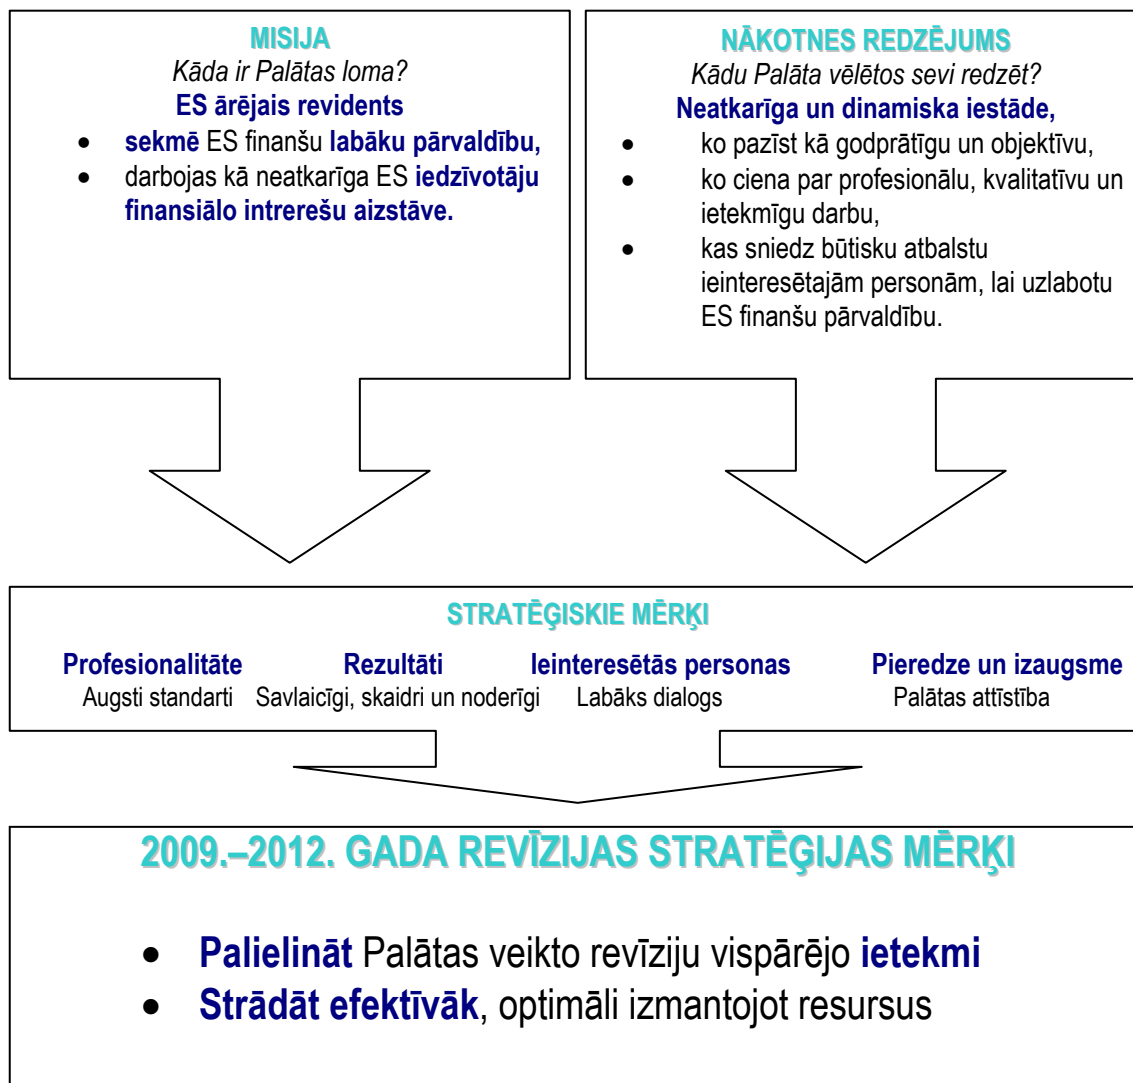 MISIJA
Kāda ir Palātas loma?
ES ārējais revidents
• sekmē ES finanšu labāku pārvaldību,
• darbojas kā neatkarīga ES iedzīvotāju
finansiālo intrerešu aizstāve.
NĀKOTNES REDZĒJUMS
Kādu Palāta vēlētos sevi redzēt?
Neatkarīga un dinamiska iestāde,
• ko pazīst kā godprātīgu un objektīvu,
• ko ciena par profesionālu, kvalitatīvu un
ietekmīgu darbu,
• kas sniedz būtisku atbalstu
ieinteresētajām personām, lai uzlabotu
ES finanšu pārvaldību.
STRATĒĢISKIE MĒRĶI
Profesionalitāte Rezultāti Ieinteresētās personas Pieredze un izaugsme
Augsti standarti Savlaicīgi, skaidri un noderīgi Labāks dialogs Palātas attīstība
2009.–2012. GADA REVĪZIJAS STRATĒĢIJAS MĒRĶI
• Palielināt Palātas veikto revīziju vispārējo ietekmi
• Strādāt efektīvāk, optimāli izmantojot resursus